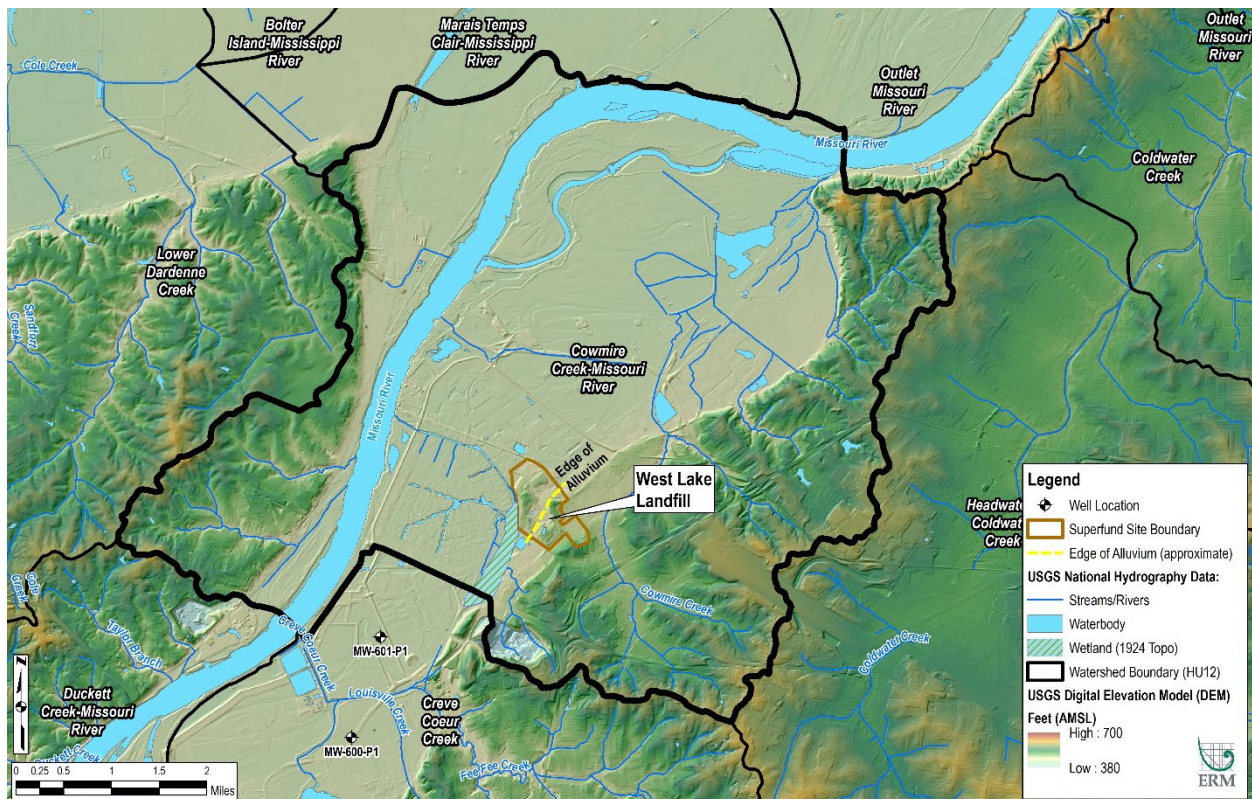 Bolter
Island-Mississippi
River
Marais Temps
Clair-Mississippi
River
Outlet
Missouri
River
Outlet
Missouri
River
Cole Creek
Missouri River
Coldwater
Creek
Lower
Dardenne
Creek
Sandfort
Creek
Cowmire
Creek-Missouri
River
Missouri River
Edge of
Alluvium
West Lake
Landfill
Headwate
Coldwate
Creek
Cole
Creek
Taylor Branch
Creve Coeur Creek
Cowmire Creek
Coldwater Creek
MW-601-P1
Duckett
Creek-Missouri
River
Louisville Creek
Creve
Coeur
Creek
MW-600-P1
Duckett Creek
Fee Fee Creek
0 0.25 0.5 1 1.5 2
Miles
Legend
Well Location
Superfund Site Boundary
Edge of Alluvium (approximate)
USGS National Hydrography Data:
Streams/Rivers
Waterbody
Wetland (1924 Topo)
Watershed Boundary (HU12)
USGS Digital Elevation Model (DEM)
Feet (AMSL)
High : 700
Low : 380
ERM